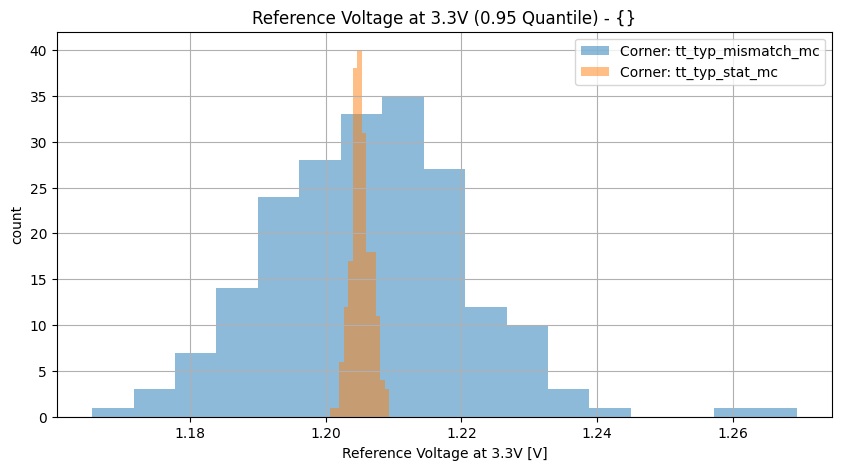 Reference Voltage at 3.3V (0.95 Quantile) - {}
Corner: tt_typ_mismatch_mc
Corner: tt_typ_stat_mc
40
35
30
25
20
15
10
5
0
count
1.18
1.20
1.22
1.24
1.26
Reference Voltage at 3.3V [V]